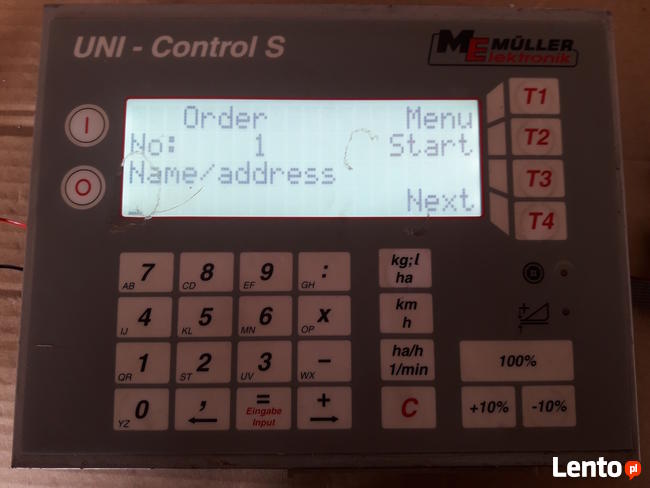 UNI - Control S
ME MÜLLER
Elektronik
I
O
Order Menu
No: 1 Start
Name/address
Next
T1
T2
T3
T4
7 AB
8 CD
9 EF
: GH
kg;l
ha
4 IJ
5 KL
6 MN
x OP
km
h
1 QR
2 ST
3 UV
– WX
ha/h
1/min
100%
0 YZ
, ←
=
Eingabe
Input
+ →
C
+10%
-10%
Lento.pl